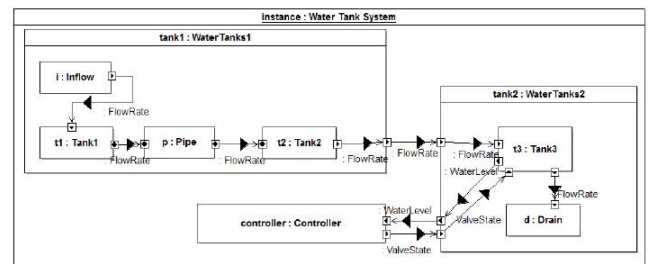 instance : Water Tank System
tank1 : WaterTanks1
i : Inflow
: FlowRate
t1 : Tank1
: FlowRate
p : Pipe
: FlowRate
t2 : Tank2
: FlowRate
: FlowRate
tank2 : WaterTanks2
: FlowRate
t3 : Tank3
: WaterLevel
FlowRate
d : Drain
controller : Controller
: WaterLevel
ValveState
: ValveState